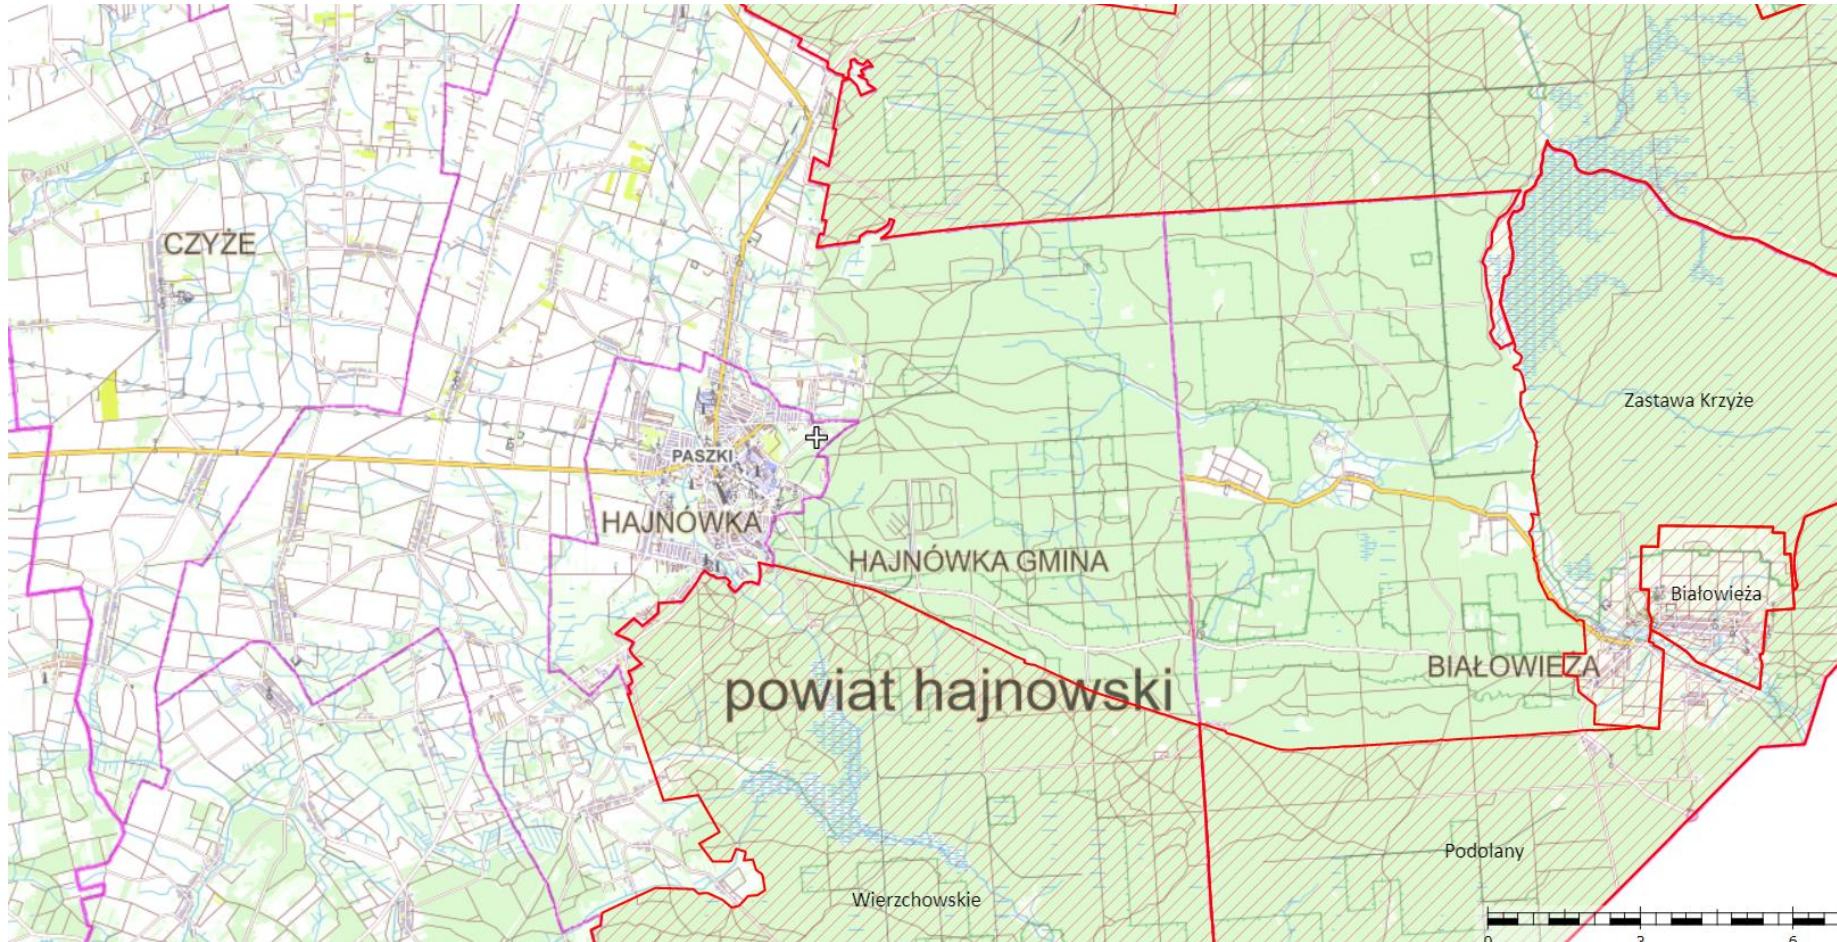 CZYŻE
Zastawa Krzyże
PASZKI
HAJNÓWKA
HAJNÓWKA GMINA
Białowieża
BIAŁOWIEŻA
powiat hajnowski
Podolany
Wierzchowskie
0 3 6